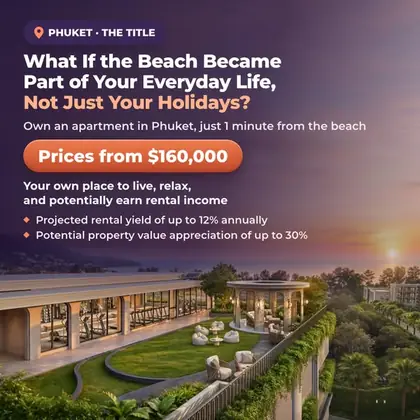 PHUKET • THE TITLE
What If the Beach Became
Part of Your Everyday Life,
Not Just Your Holidays?
Own an apartment in Phuket, just 1 minute from the beach
Prices from $160,000
Your own place to live, relax,
and potentially earn rental income
Projected rental yield of up to 12% annually
Potential property value appreciation of up to 30%